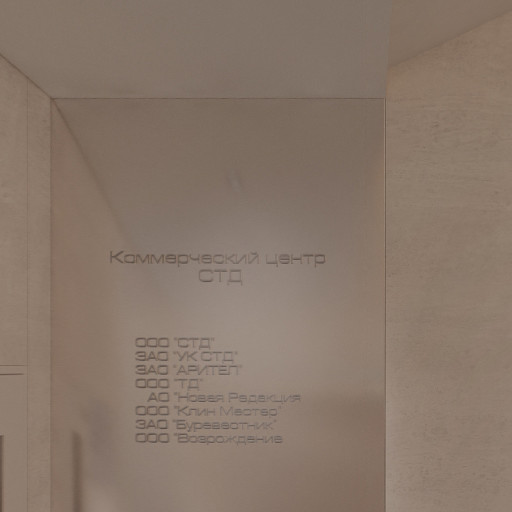 Коммерческий центр
СТД
ООО "СТД"
ЗАО "УК СТД"
ЗАО "АРИТЕЛ"
ООО "ТД"
АО "Новая Редакция
ООО "Клин Мастер"
ЗАО "Буревестник"
ООО "Возрождение